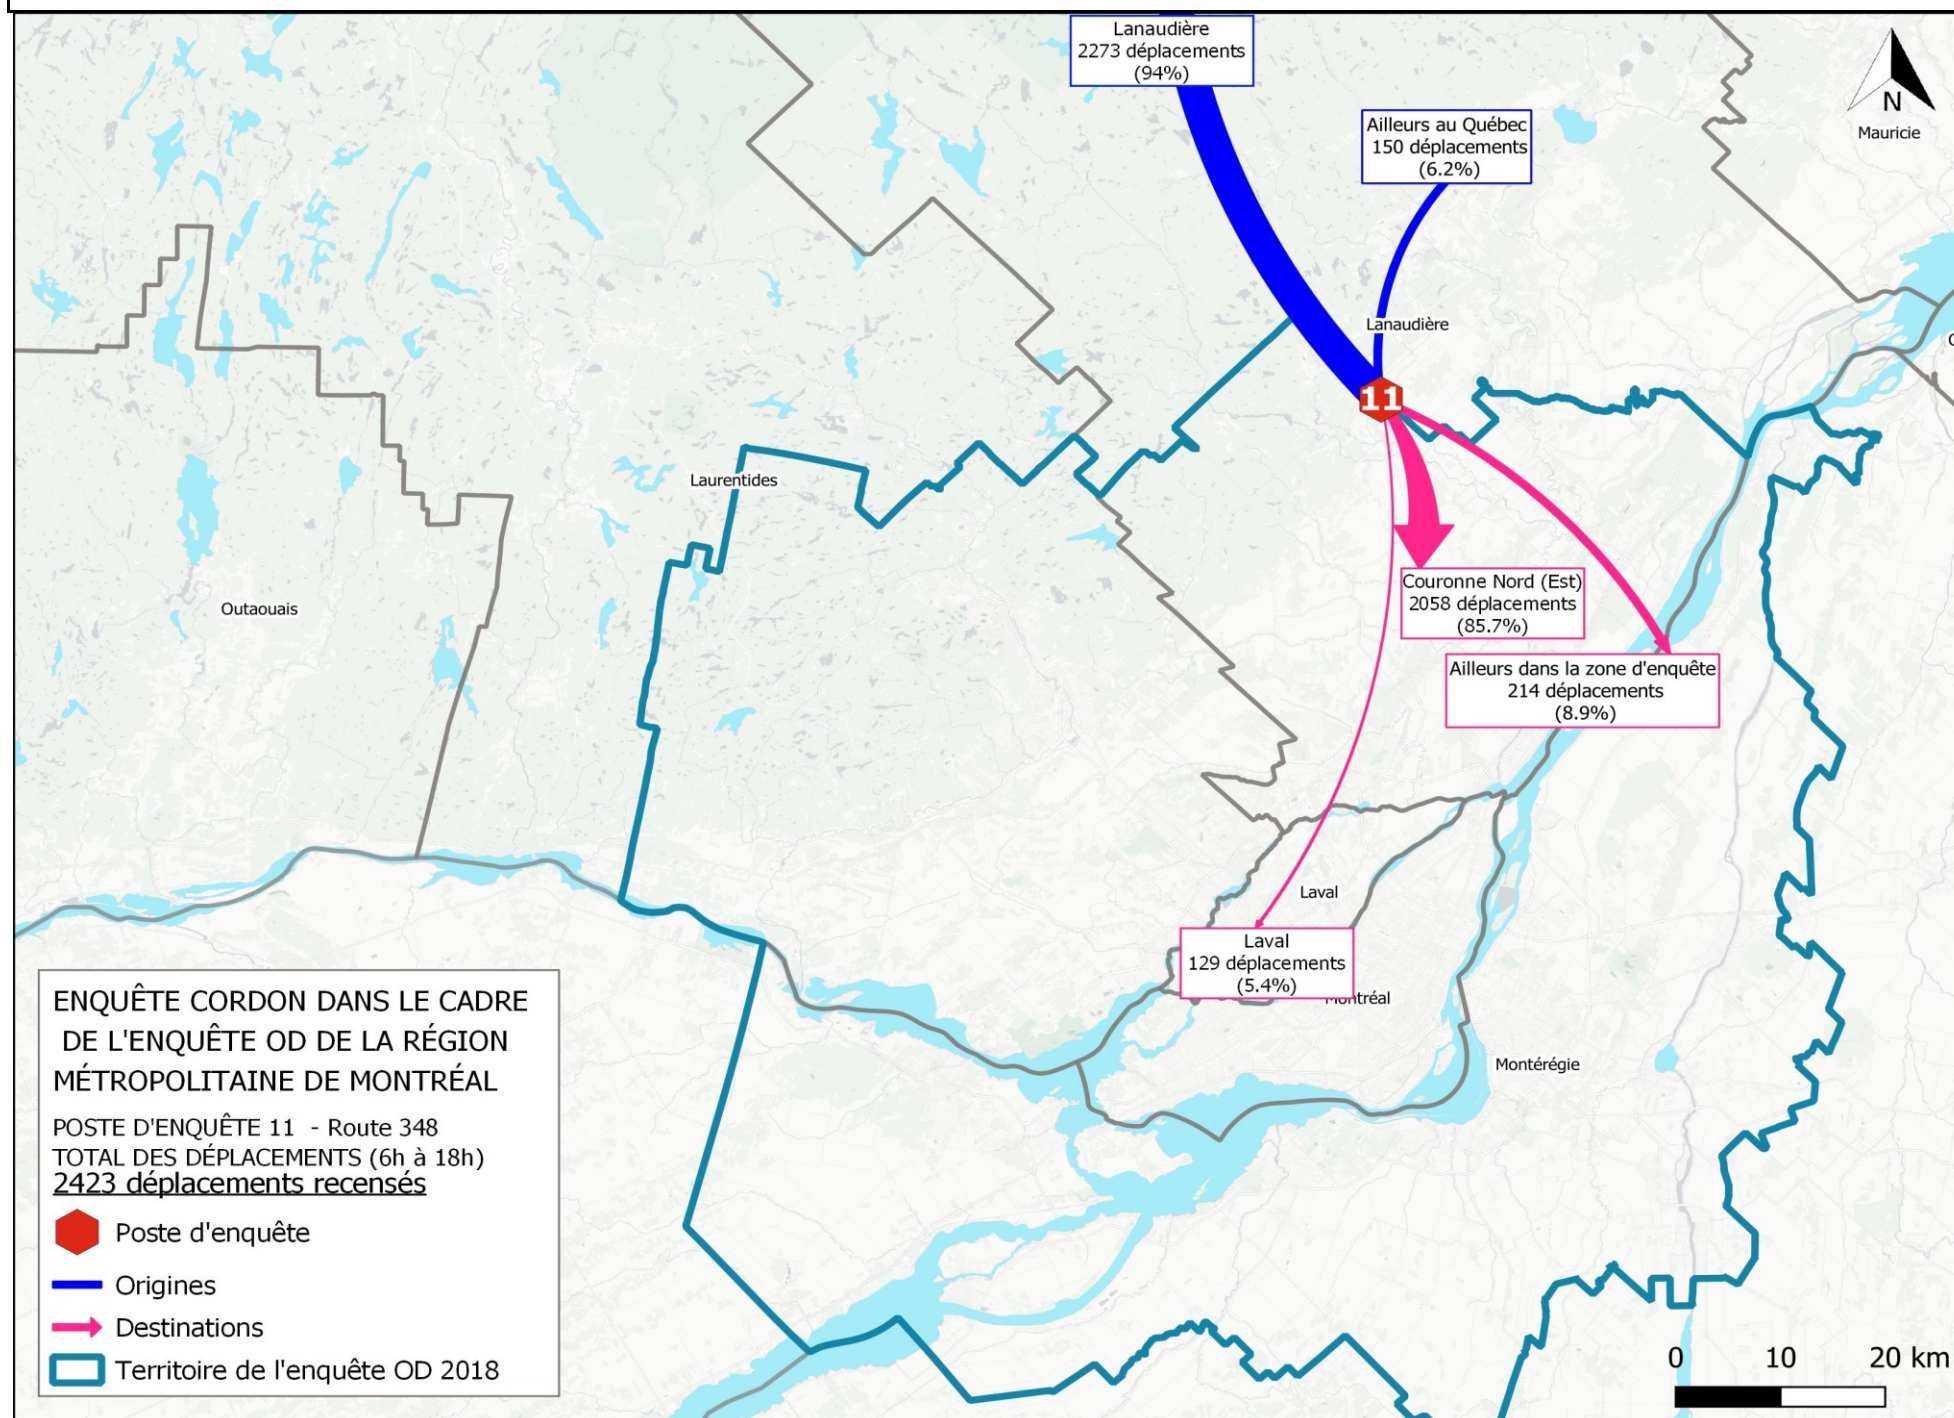 Lanaudière
2273 déplacements
(94%)
Ailleurs au Québec
150 déplacements
(6.2%)
N
Mauricie
Lanaudière
11
Laurentides
Outaouais
Couronne Nord (Est)
2058 déplacements
(85.7%)
Ailleurs dans la zone d'enquête
214 déplacements
(8.9%)
Laval
Laval
129 déplacements
(5.4%)
Montréal
Montérégie
ENQUÊTE CORDON DANS LE CADRE
DE L'ENQUÊTE OD DE LA RÉGION
MÉTROPOLITAINE DE MONTRÉAL
POSTE D'ENQUÊTE 11 - Route 348
TOTAL DES DÉPLACEMENTS (6h à 18h)
2423 déplacements recensés
Poste d'enquête
Origines
Destinations
Territoire de l'enquête OD 2018
0 10 20 km